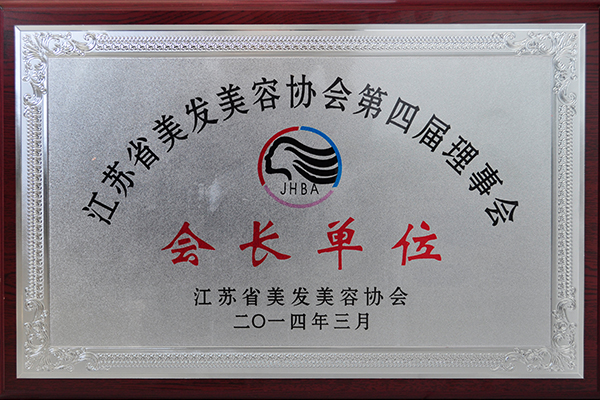 江苏省美发美容协会第四届理事会
JHBA
会长单位
江苏省美发美容协会
二〇一四年三月